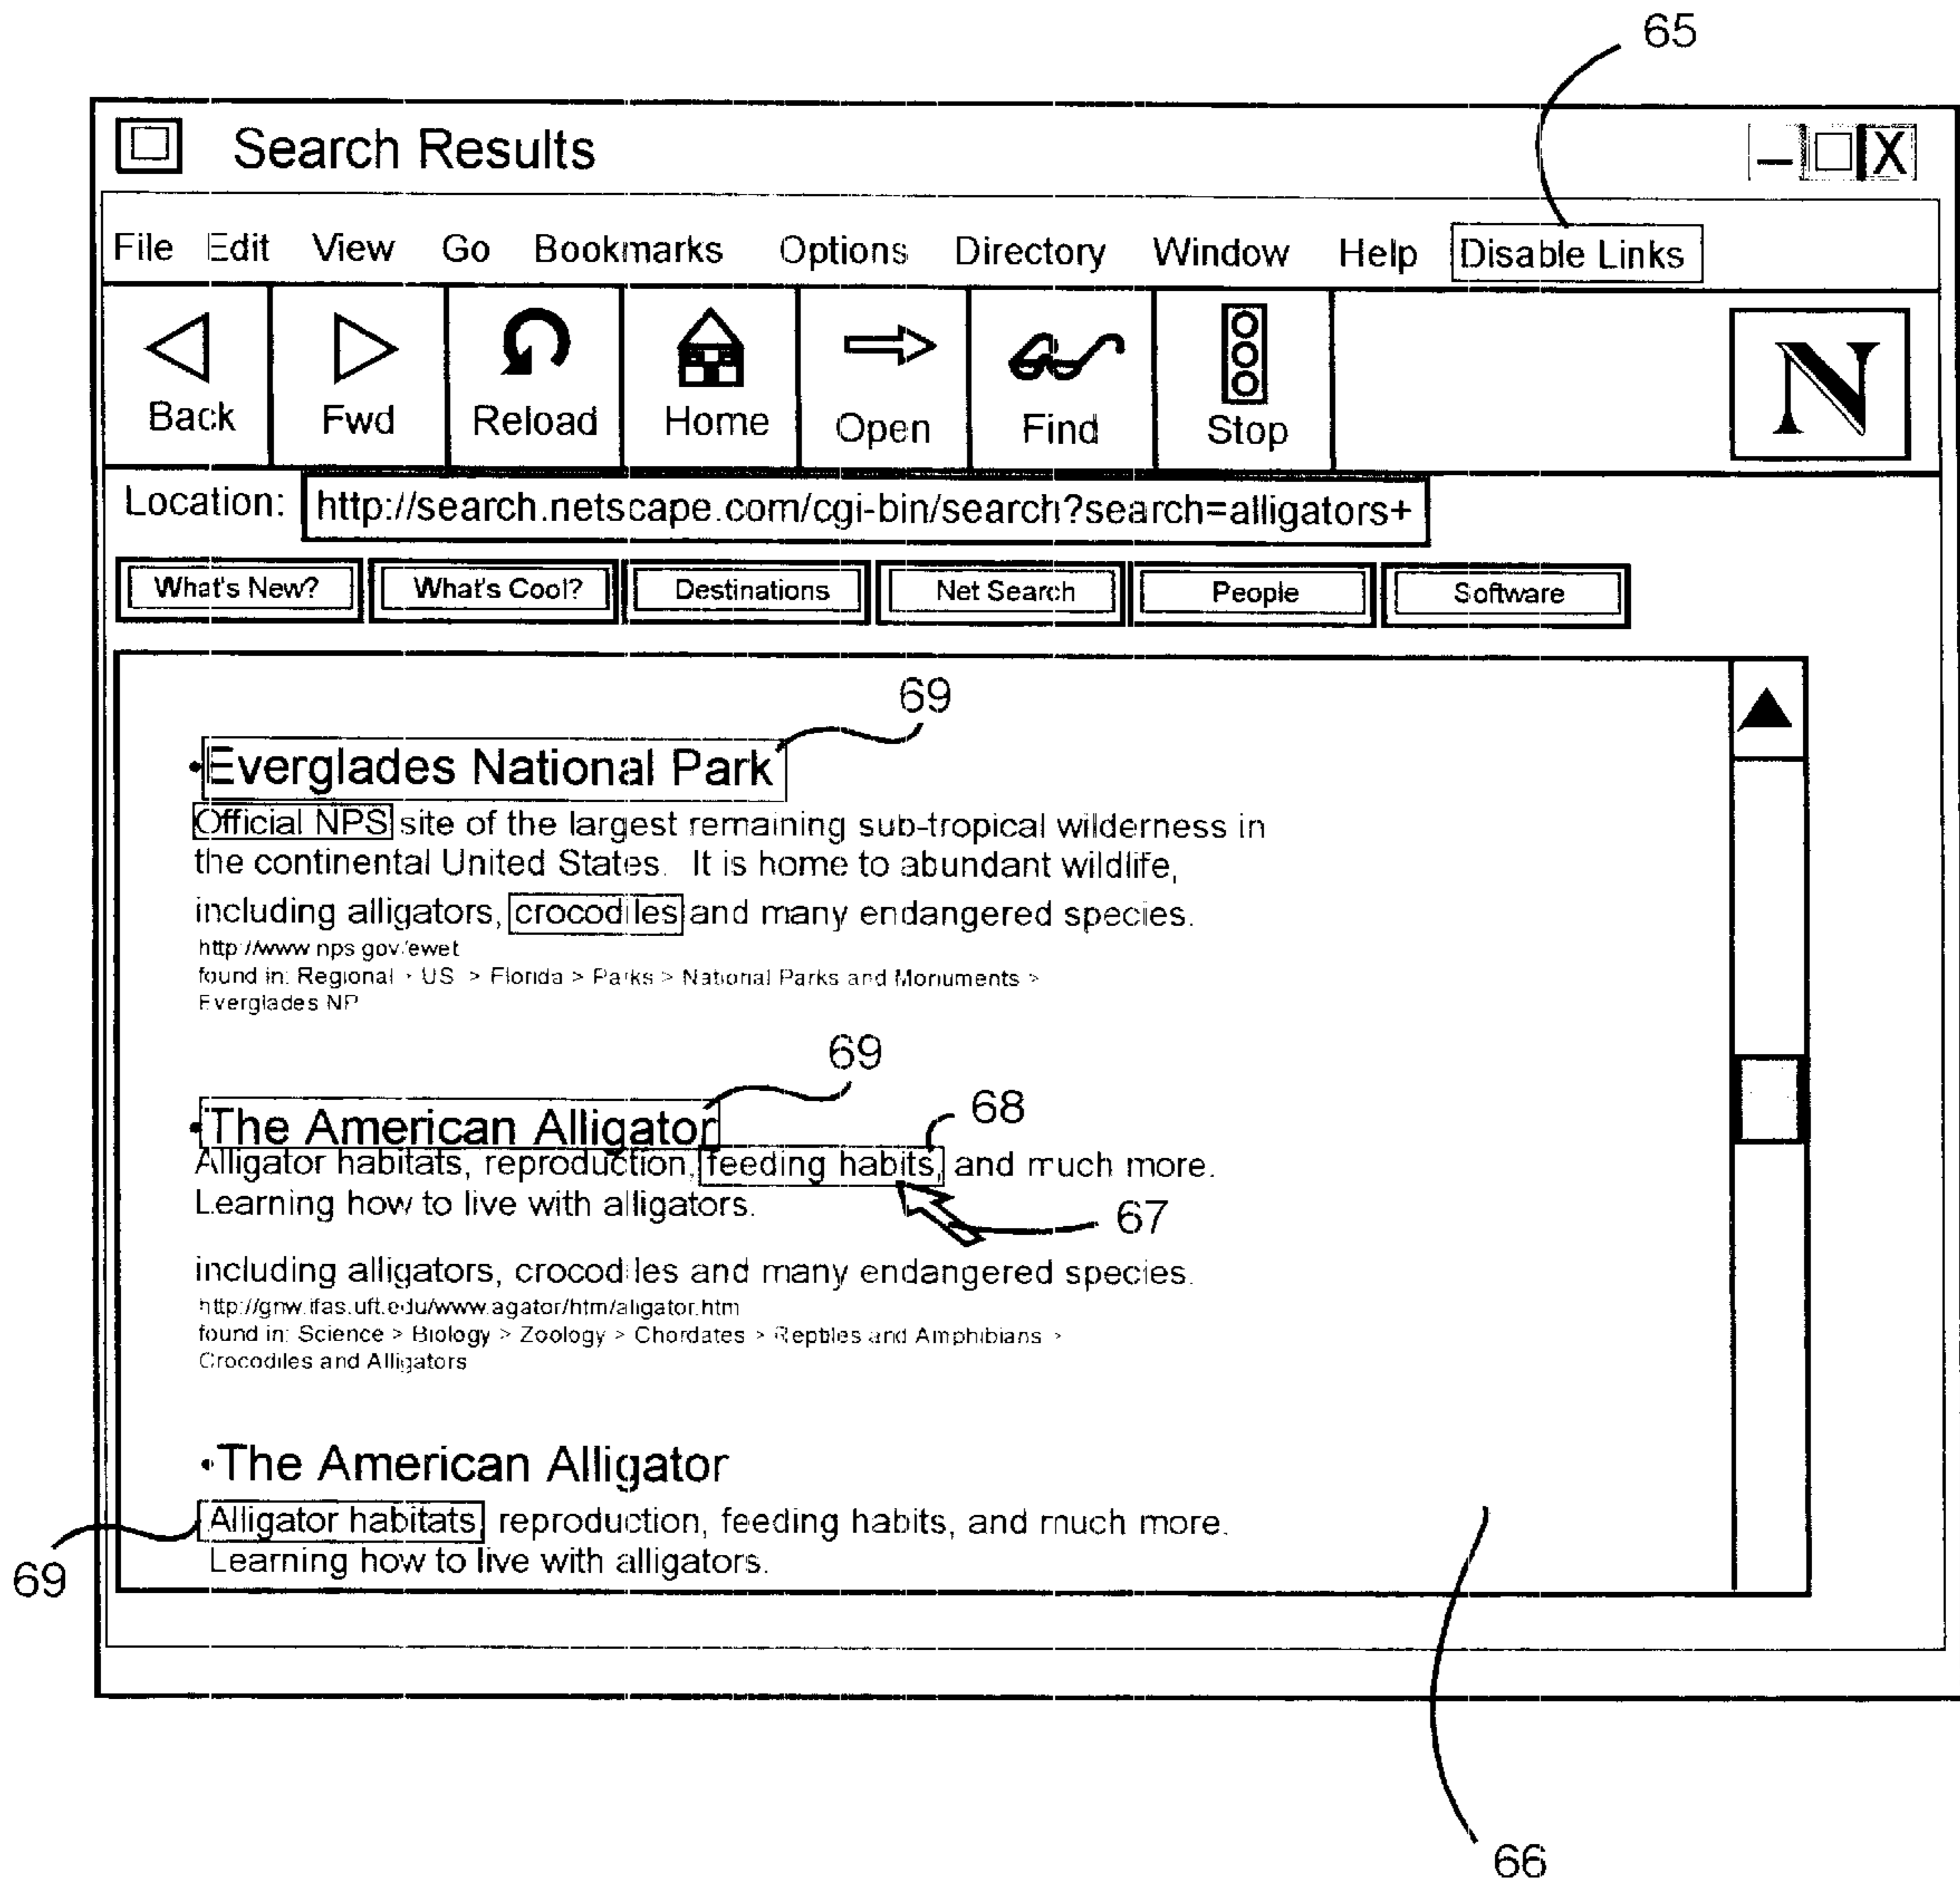 65
Search Results
File Edit View Go Bookmarks Options Directory Window Help Disable Links
Back Fwd Reload Home Open Find Stop N
Location: http://search.netscape.com/cgi-bin/search?search=alligators+
What's New? What's Cool? Destinations Net Search People Software
69
•Everglades National Park
Official NPS site of the largest remaining sub-tropical wilderness in
the continental United States. It is home to abundant wildlife,
including alligators, crocodiles and many endangered species.
http://www.nps.gov/ewet
found in: Regional > US > Florida > Parks > National Parks and Monuments >
Everglades NP
69
•The American Alligator 68
Alligator habitats, reproduction, feeding habits, and much more.
Learning how to live with alligators. 67
including alligators, crocodiles and many endangered species.
http://gnw.ifas.uft.edu/www.agator/htm/aligator.htm
found in: Science > Biology > Zoology > Chordates > Reptiles and Amphibians >
Crocodiles and Alligators
•The American Alligator
Alligator habitats, reproduction, feeding habits, and much more.
69 Learning how to live with alligators.
66